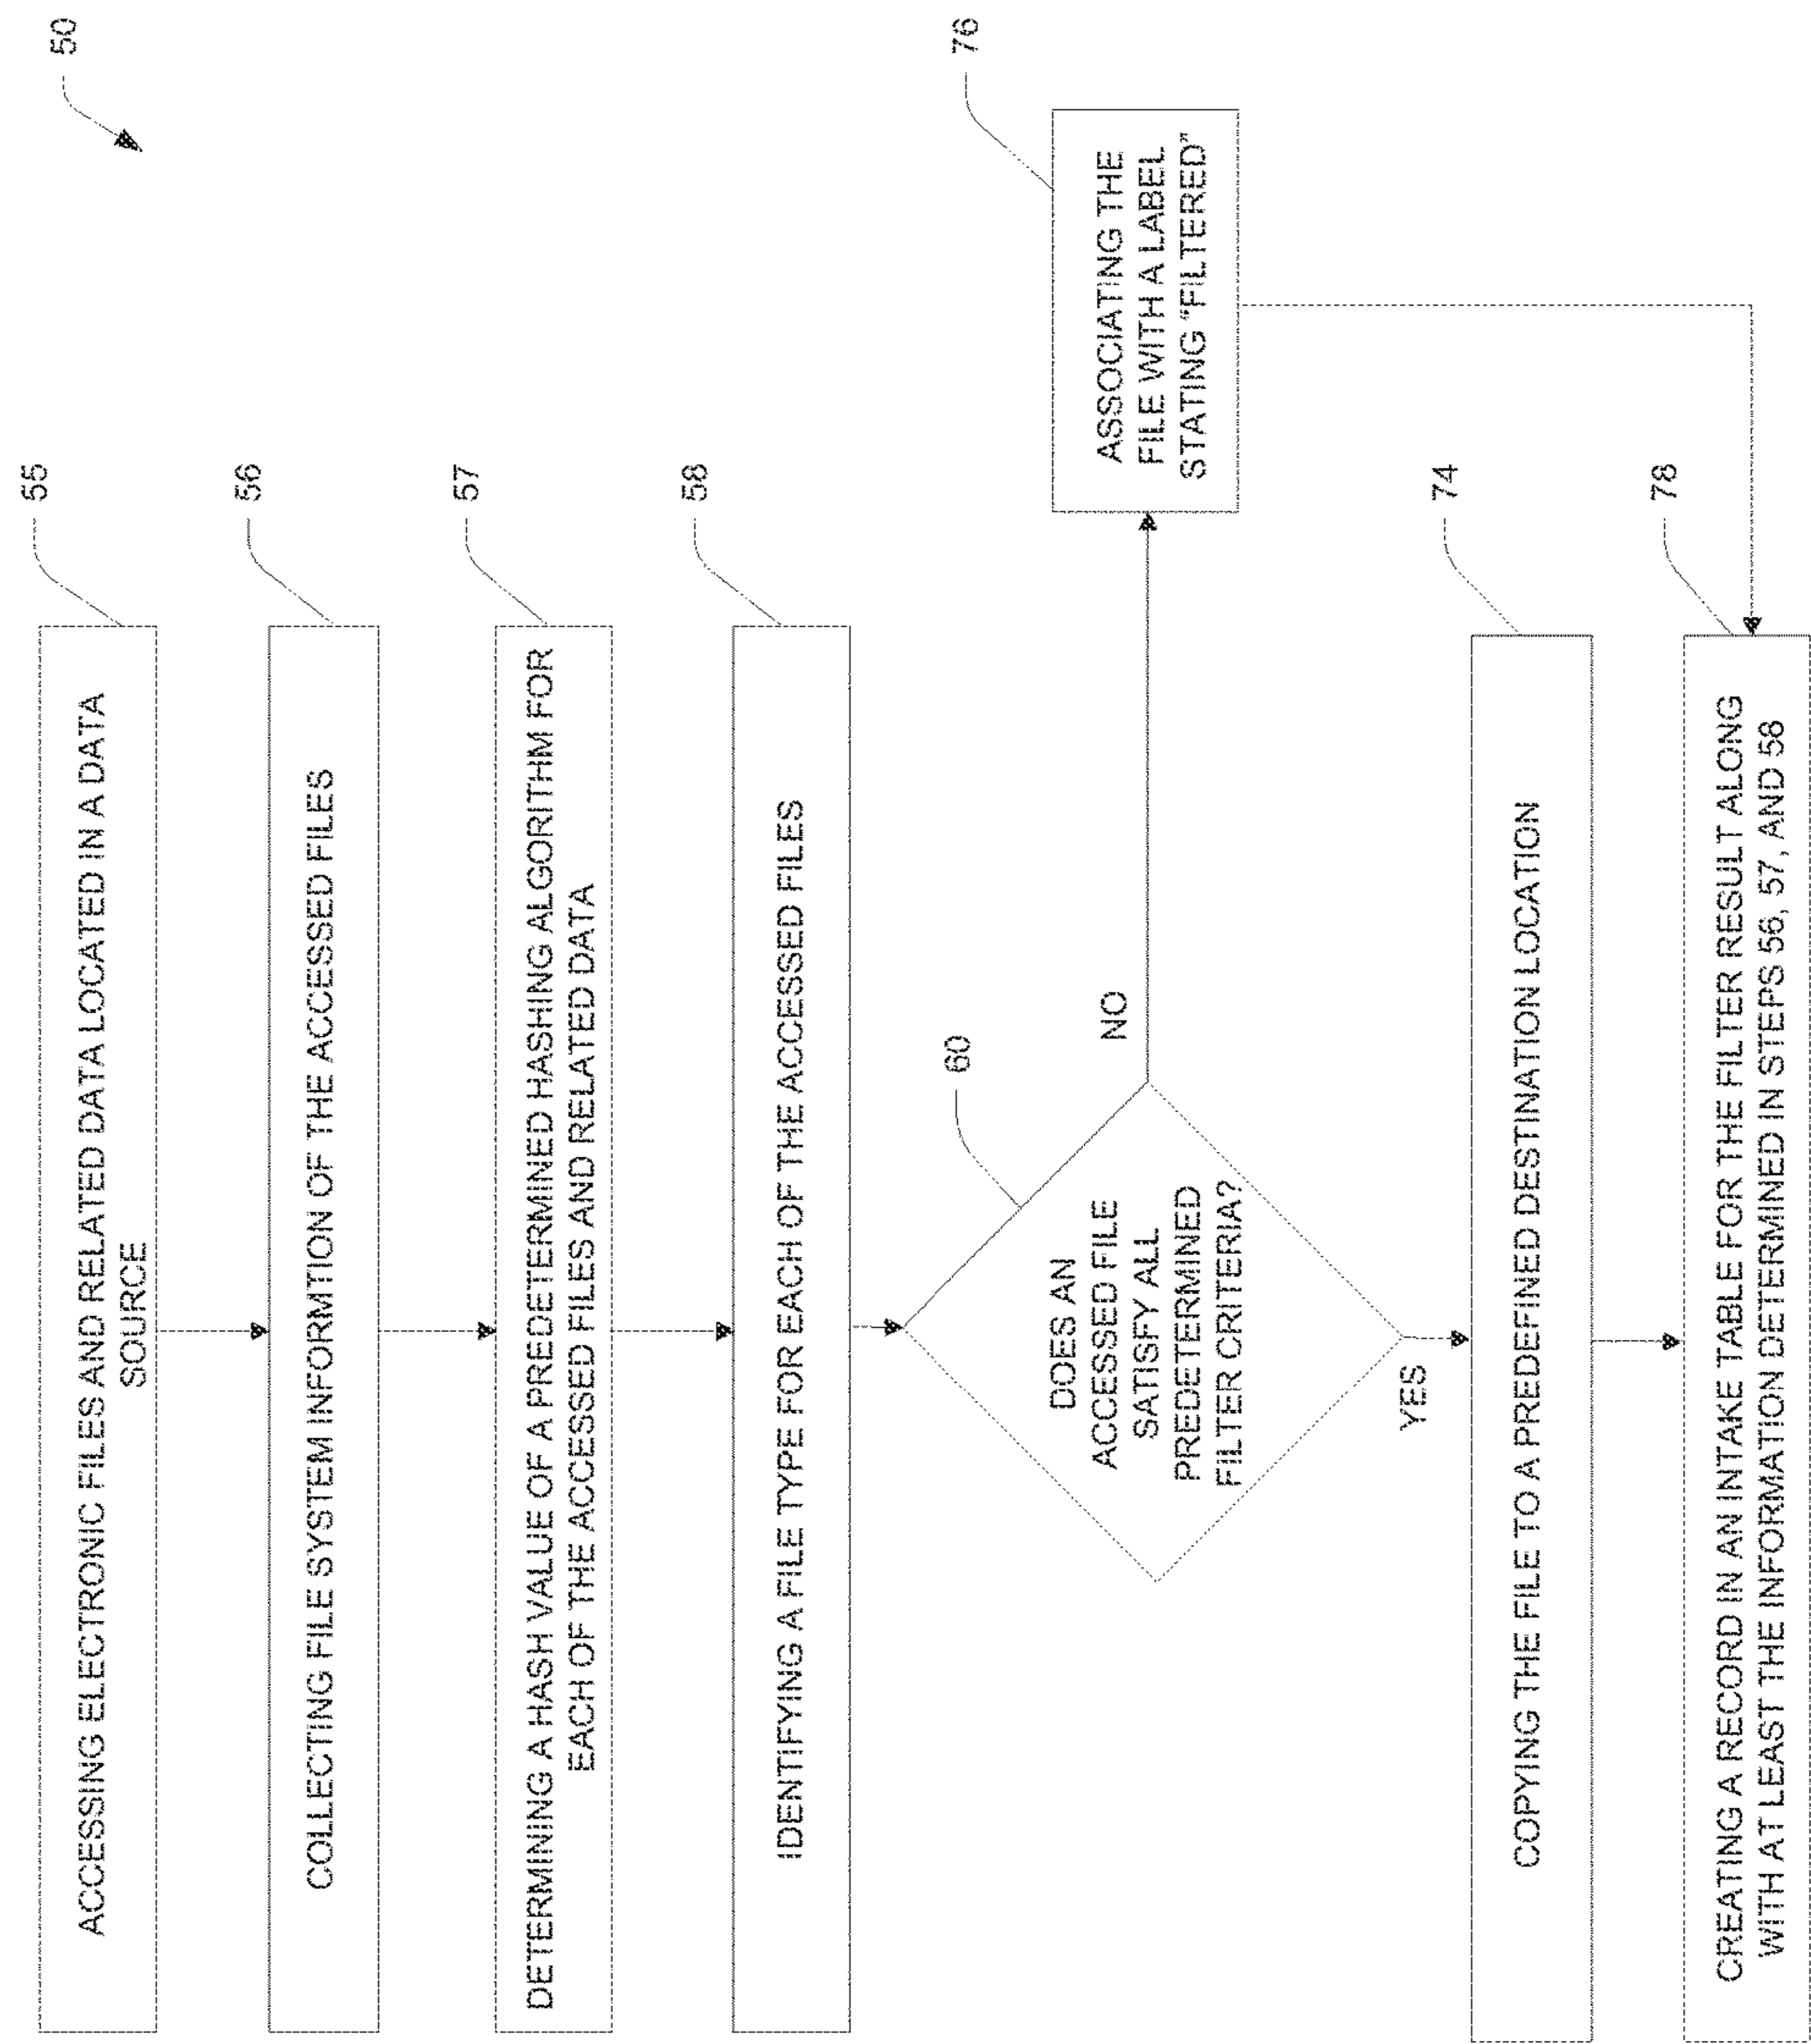 50
55
ACCESSING ELECTRONIC FILES AND RELATED DATA LOCATED IN A DATA
SOURCE
56
COLLECTING FILE SYSTEM INFORMTION OF THE ACCESSED FILES
57
DETERMINING A HASH VALUE OF A PREDETERMINED HASHING ALGORITHM FOR
EACH OF THE ACCESSED FILES AND RELATED DATA
58
IDENTIFYING A FILE TYPE FOR EACH OF THE ACCESSED FILES
60
DOES AN
ACCESSED FILE
SATISFY ALL
PREDETERMINED
FILTER CRITERIA?
NO
76
ASSOCIATING THE
FILE WITH A LABEL
STATING "FILTERED"
YES
74
COPYING THE FILE TO A PREDEFINED DESTINATION LOCATION
78
CREATING A RECORD IN AN INTAKE TABLE FOR THE FILTER RESULT ALONG
WITH AT LEAST THE INFORMATION DETERMINED IN STEPS 56, 57, AND 58